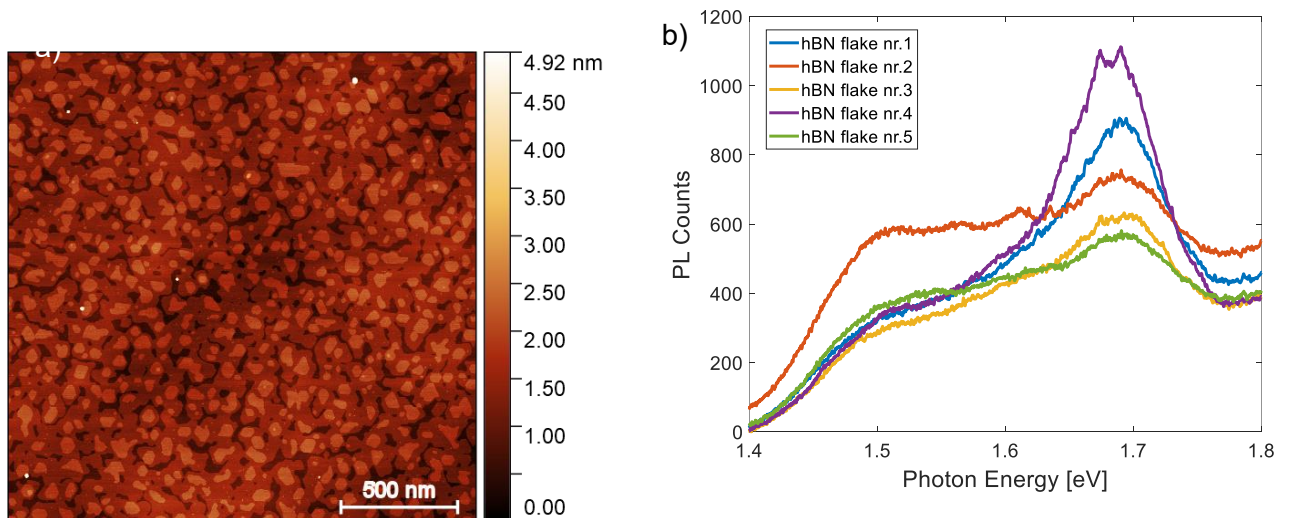 a)
4.92 nm
4.50
4.00
3.50
3.00
2.50
2.00
1.50
1.00
0.00
500 nm
b)
1200
1000
800
600
400
200
0
hBN flake nr.1
hBN flake nr.2
hBN flake nr.3
hBN flake nr.4
hBN flake nr.5
PL Counts
1.4 1.5 1.6 1.7 1.8
Photon Energy [eV]